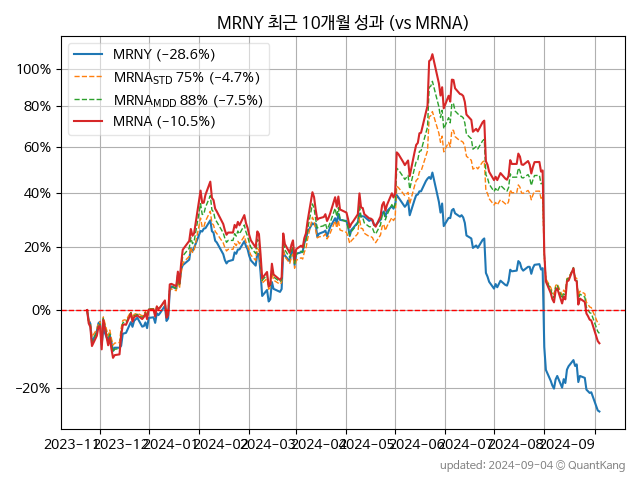 MRNY 최근 10개월 성과 (vs MRNA)
MRNY (−28.6%)
MRNA_STD 75% (−4.7%)
MRNA_MDD 88% (−7.5%)
MRNA (−10.5%)
100%
80%
60%
40%
20%
0%
−20%
2023−11 2023−12 2024−01 2024−02 2024−03 2024−04 2024−05 2024−06 2024−07 2024−08 2024−09
updated: 2024−09−04 © QuantKang